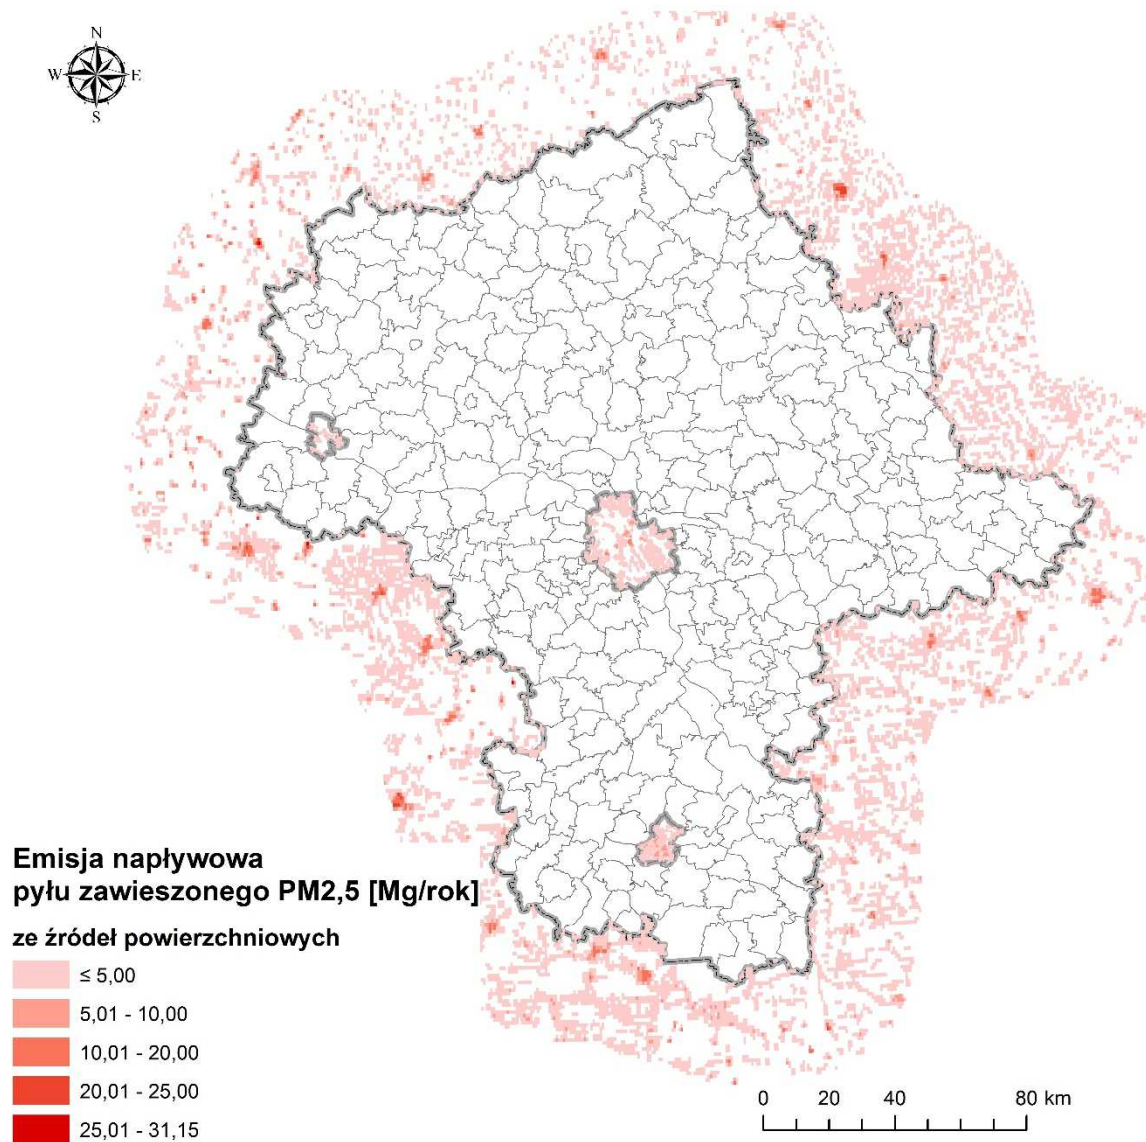 N
W E
S
Emisja napływowa
pyłu zawieszonego PM2,5 [Mg/rok]
ze źródeł powierzchniowych
≤ 5,00
5,01 - 10,00
10,01 - 20,00
20,01 - 25,00
25,01 - 31,15
0 20 40 80 km